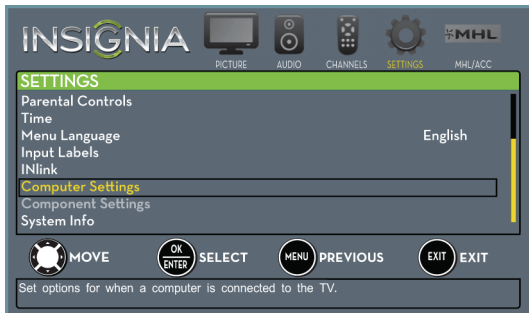 INSIGNIA
PICTURE AUDIO CHANNELS SETTINGS MHL/ACC
MHL
SETTINGS
Parental Controls
Time
Menu Language English
Input Labels
INlink
Computer Settings
Component Settings
System Info
MOVE OK ENTER SELECT MENU PREVIOUS EXIT EXIT
Set options for when a computer is connected to the TV.